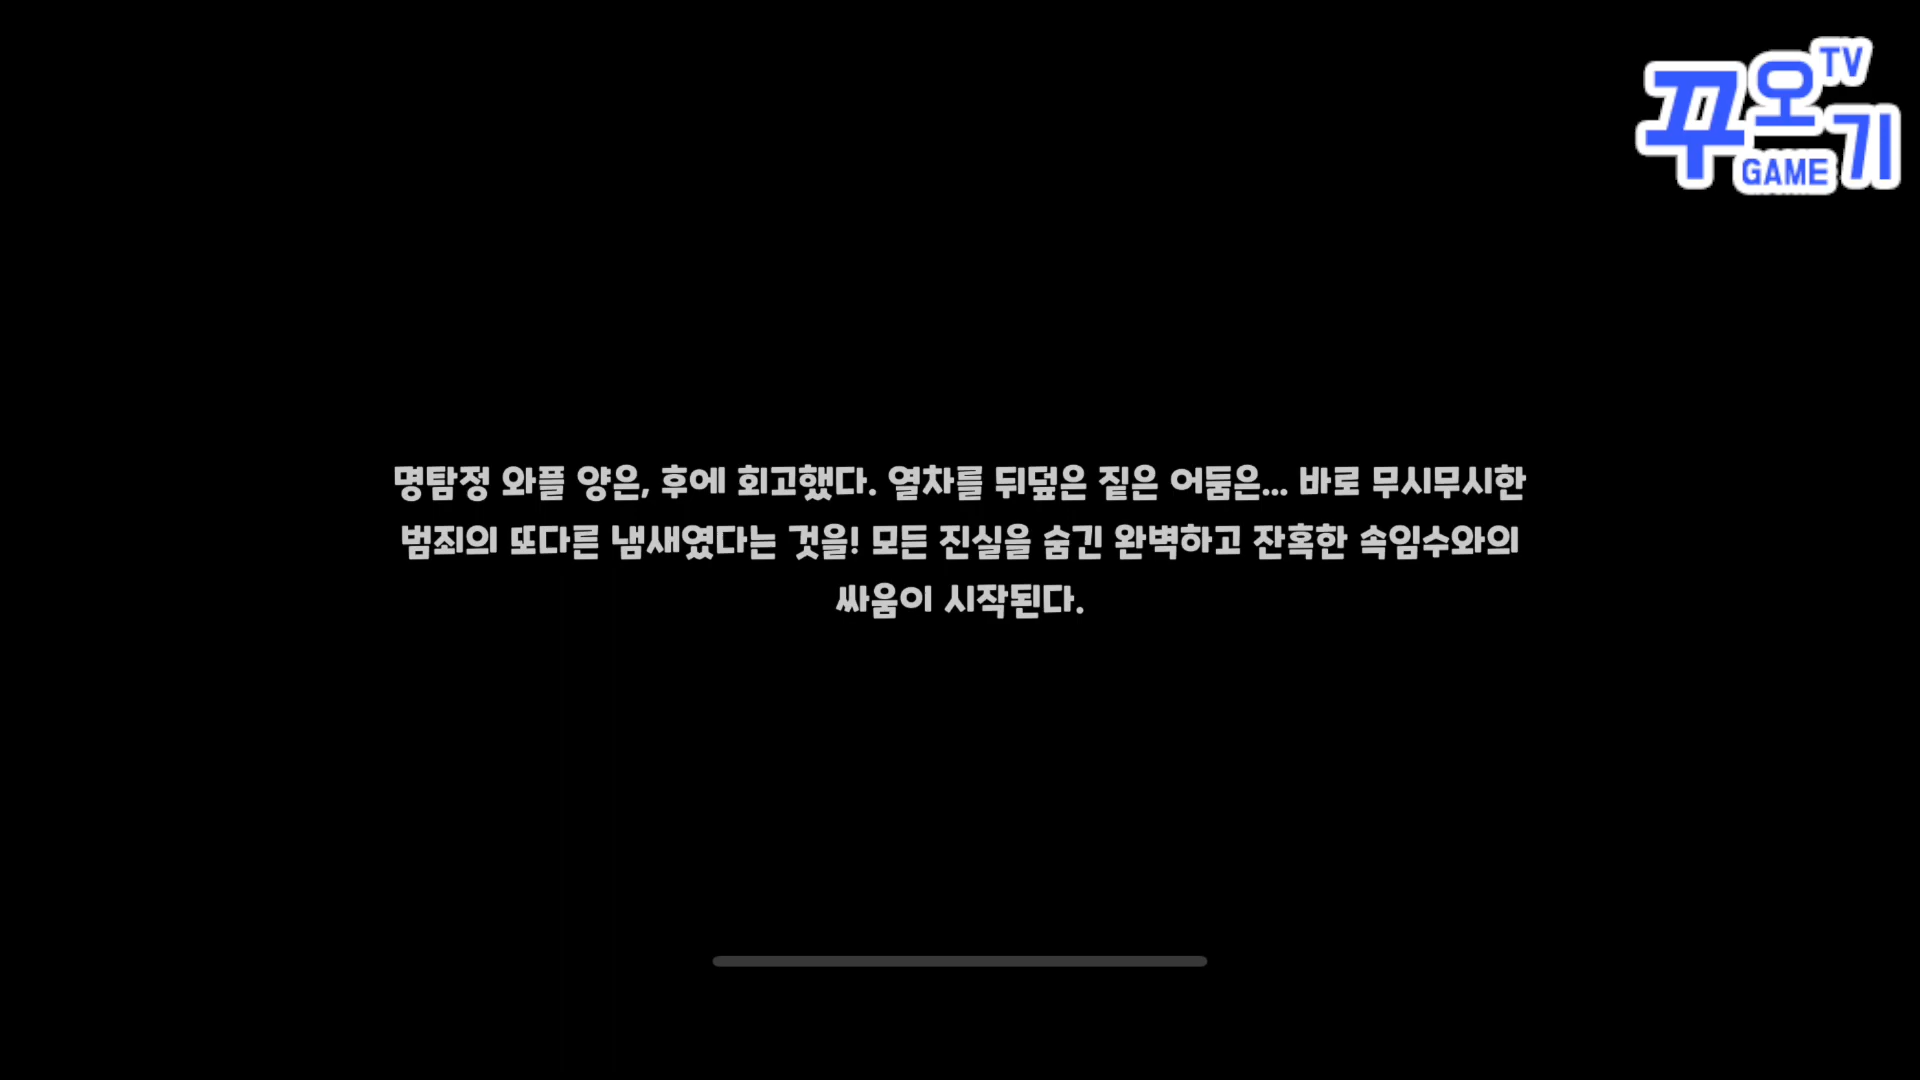 꾸오기TV
GAME
명탐정 와플 양은, 후에 회고했다. 열차를 뒤덮은 짙은 어둠은... 바로 무시무시한
범죄의 또다른 냄새였다는 것을! 모든 진실을 숨긴 완벽하고 잔혹한 속임수와의
싸움이 시작된다.